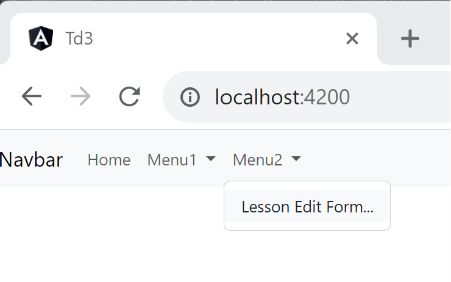 Td3
localhost:4200
Navbar Home Menu1 Menu2
Lesson Edit Form...